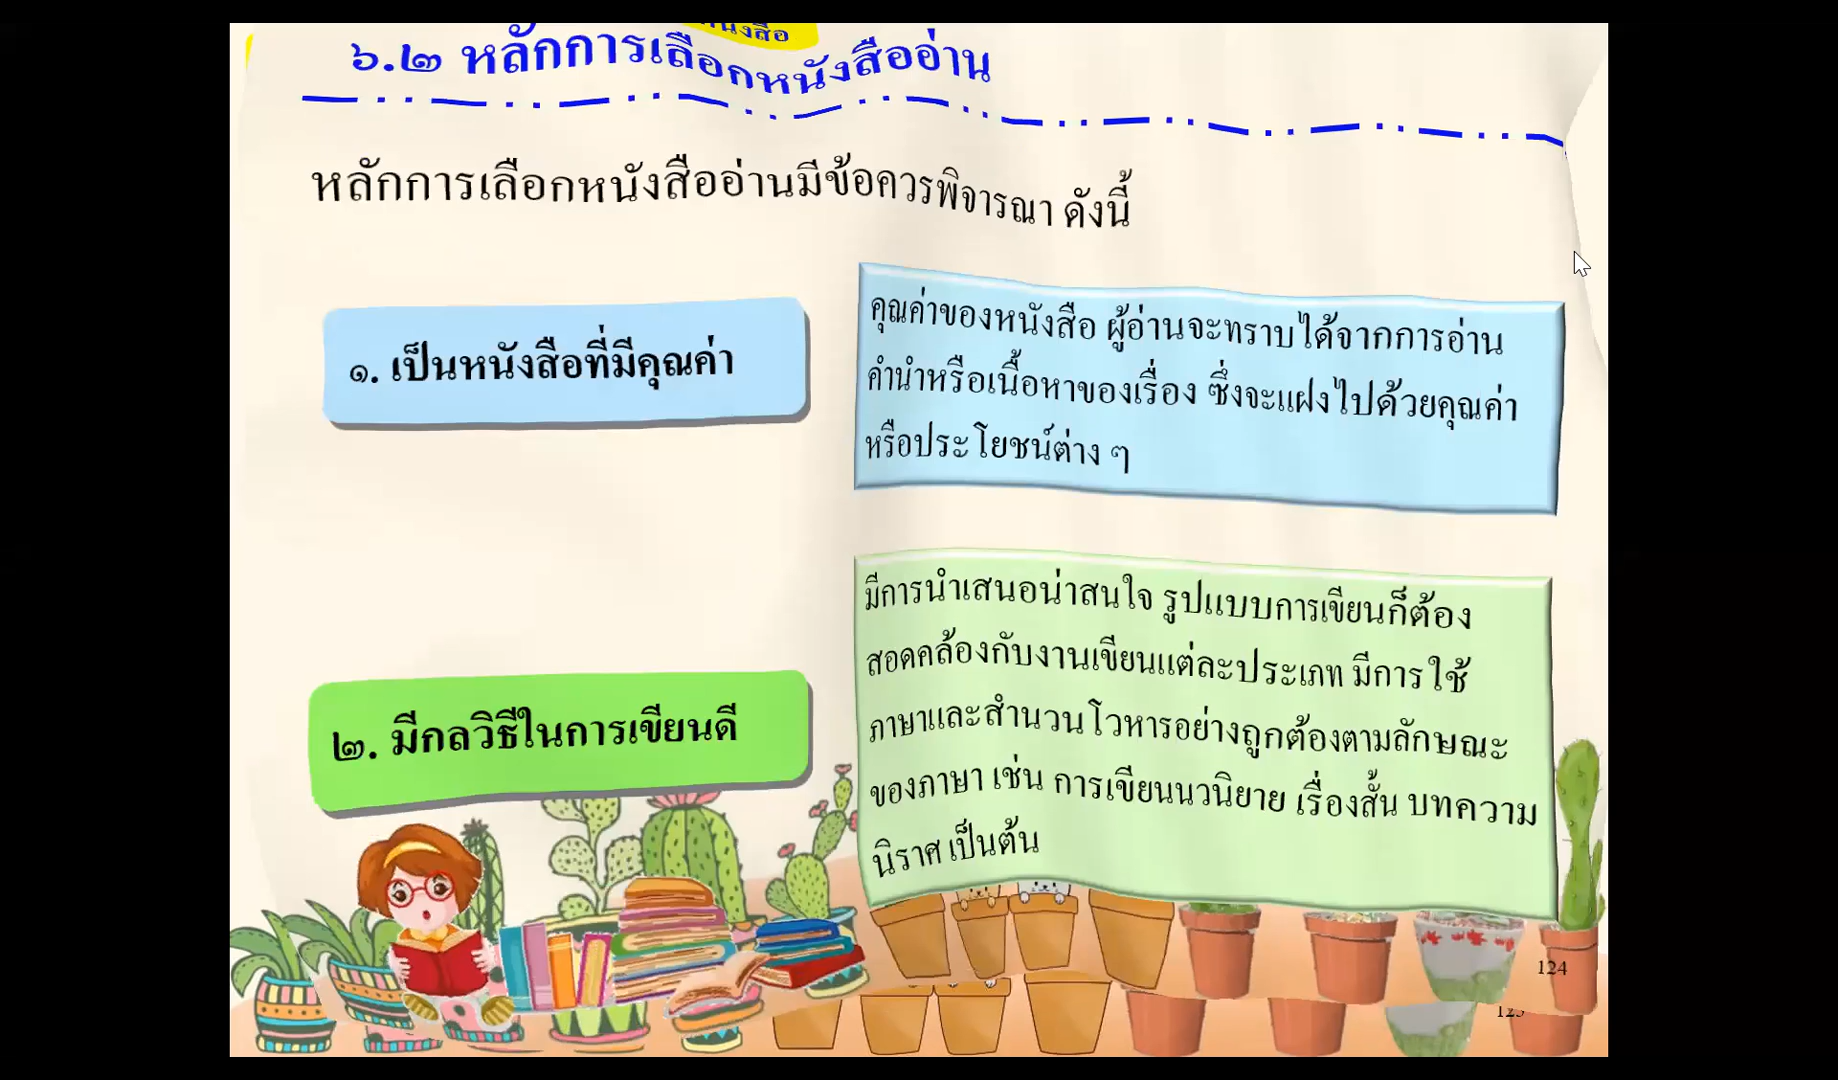 หนังสือ
๖.๒ หลักการเลือกหนังสืออ่าน
หลักการเลือกหนังสืออ่านมีข้อควรพิจารณา ดังนี้
๑. เป็นหนังสือที่มีคุณค่า
คุณค่าของหนังสือ ผู้อ่านจะทราบได้จากการอ่าน
คำนำหรือเนื้อหาของเรื่อง ซึ่งจะแฝงไปด้วยคุณค่า
หรือประโยชน์ต่าง ๆ
๒. มีกลวิธีในการเขียนดี
มีการนำเสนอน่าสนใจ รูปแบบการเขียนก็ต้อง
สอดคล้องกับงานเขียนแต่ละประเภท มีการใช้
ภาษาและสำนวนโวหารอย่างถูกต้องตามลักษณะ
ของภาษา เช่น การเขียนนวนิยาย เรื่องสั้น บทความ
นิราศ เป็นต้น
124